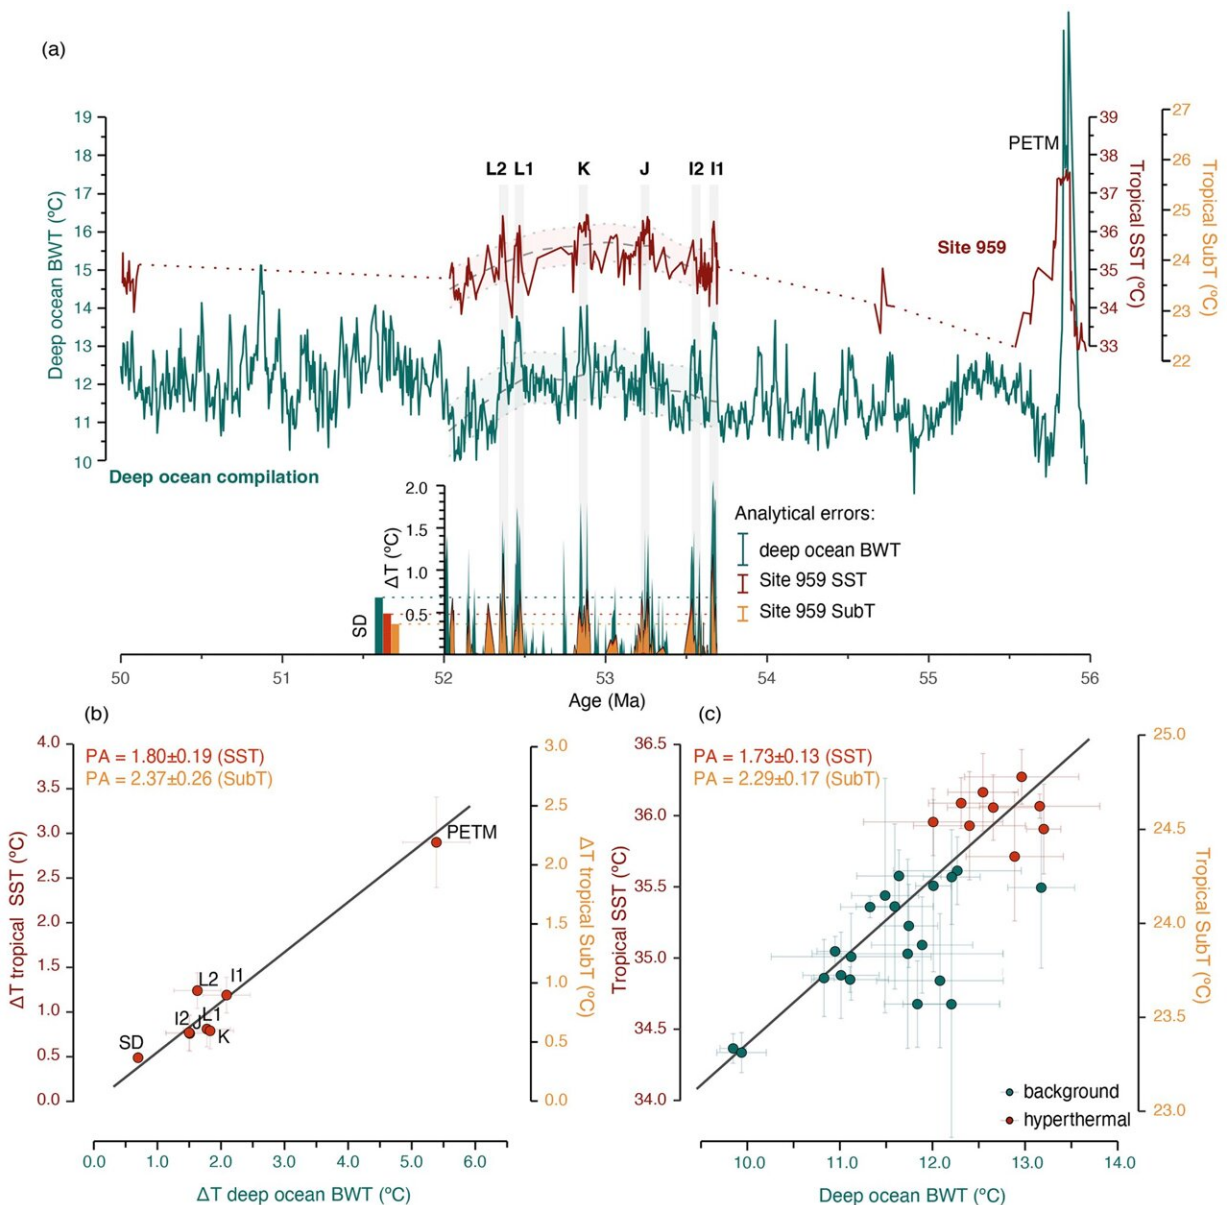 (a)
19
18
17
16
15
14
13
12
11
10
Deep ocean BWT (ºC)
L2 L1 K J I2 I1
PETM
Site 959
39
38
37
36
35
34
33
Tropical SST (ºC)
27
26
25
24
23
22
Tropical SubT (ºC)
Deep ocean compilation
2.0
1.5
1.0
0.5
ΔT (ºC)
SD
Analytical errors:
deep ocean BWT
Site 959 SST
Site 959 SubT
50 51 52 53 54 55 56
Age (Ma)
(b)
PA = 1.80±0.19 (SST)
PA = 2.37±0.26 (SubT)
4.0
3.5
3.0
2.5
2.0
1.5
1.0
0.5
0.0
ΔT tropical SST (ºC)
PETM
L2 I1
I2 J L1
K
SD
3.0
2.5
2.0
1.5
1.0
0.5
0.0
ΔT tropical SubT (ºC)
0.0 1.0 2.0 3.0 4.0 5.0 6.0
ΔT deep ocean BWT (ºC)
(c)
PA = 1.73±0.13 (SST)
PA = 2.29±0.17 (SubT)
36.5
36.0
35.5
35.0
34.5
34.0
Tropical SST (ºC)
25.0
24.5
24.0
23.5
23.0
Tropical SubT (ºC)
background
hyperthermal
10.0 11.0 12.0 13.0 14.0
Deep ocean BWT (ºC)